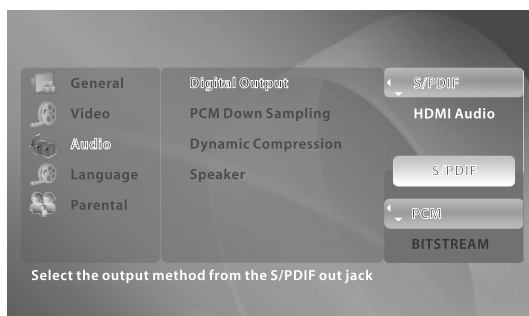 General
Video
Audio
Language
Parental
Digital Output
PCM Down Sampling
Dynamic Compression
Speaker
S/PDIF
HDMI Audio
S/PDIF
PCM
BITSTREAM
Select the output method from the S/PDIF out jack